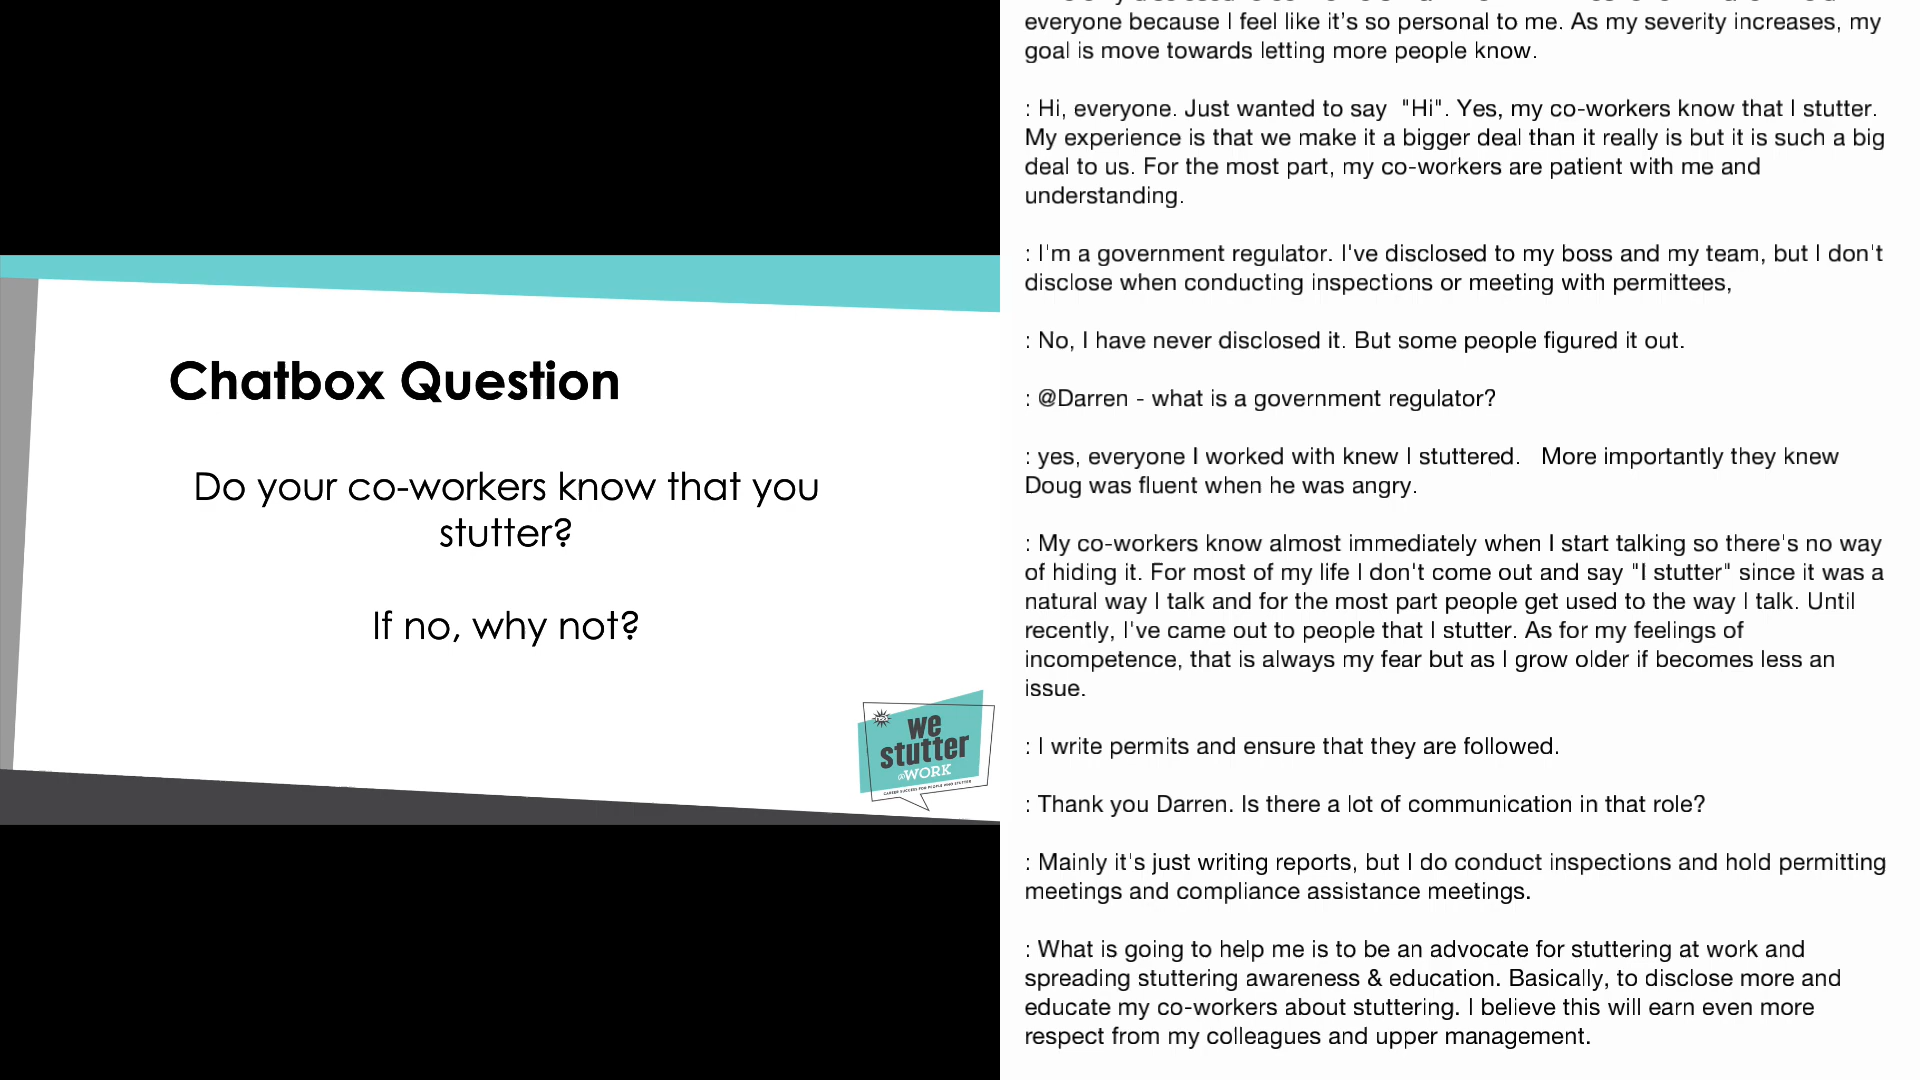 Chatbox Question
Do your co-workers know that you
stutter?
If no, why not?
we
stutter
@WORK
CAREER SUCCESS FOR PEOPLE WHO STUTTER
everyone because I feel like it’s so personal to me. As my severity increases, my
goal is move towards letting more people know.
: Hi, everyone. Just wanted to say  "Hi". Yes, my co-workers know that I stutter.
My experience is that we make it a bigger deal than it really is but it is such a big
deal to us. For the most part, my co-workers are patient with me and
understanding.
: I'm a government regulator. I've disclosed to my boss and my team, but I don't
disclose when conducting inspections or meeting with permittees,
: No, I have never disclosed it. But some people figured it out.
: @Darren - what is a government regulator?
: yes, everyone I worked with knew I stuttered.   More importantly they knew
Doug was fluent when he was angry.
: My co-workers know almost immediately when I start talking so there's no way
of hiding it. For most of my life I don't come out and say "I stutter" since it was a
natural way I talk and for the most part people get used to the way I talk. Until
recently, I've came out to people that I stutter. As for my feelings of
incompetence, that is always my fear but as I grow older if becomes less an
issue.
: I write permits and ensure that they are followed.
: Thank you Darren. Is there a lot of communication in that role?
: Mainly it's just writing reports, but I do conduct inspections and hold permitting
meetings and compliance assistance meetings.
: What is going to help me is to be an advocate for stuttering at work and
spreading stuttering awareness & education. Basically, to disclose more and
educate my co-workers about stuttering. I believe this will earn even more
respect from my colleagues and upper management.